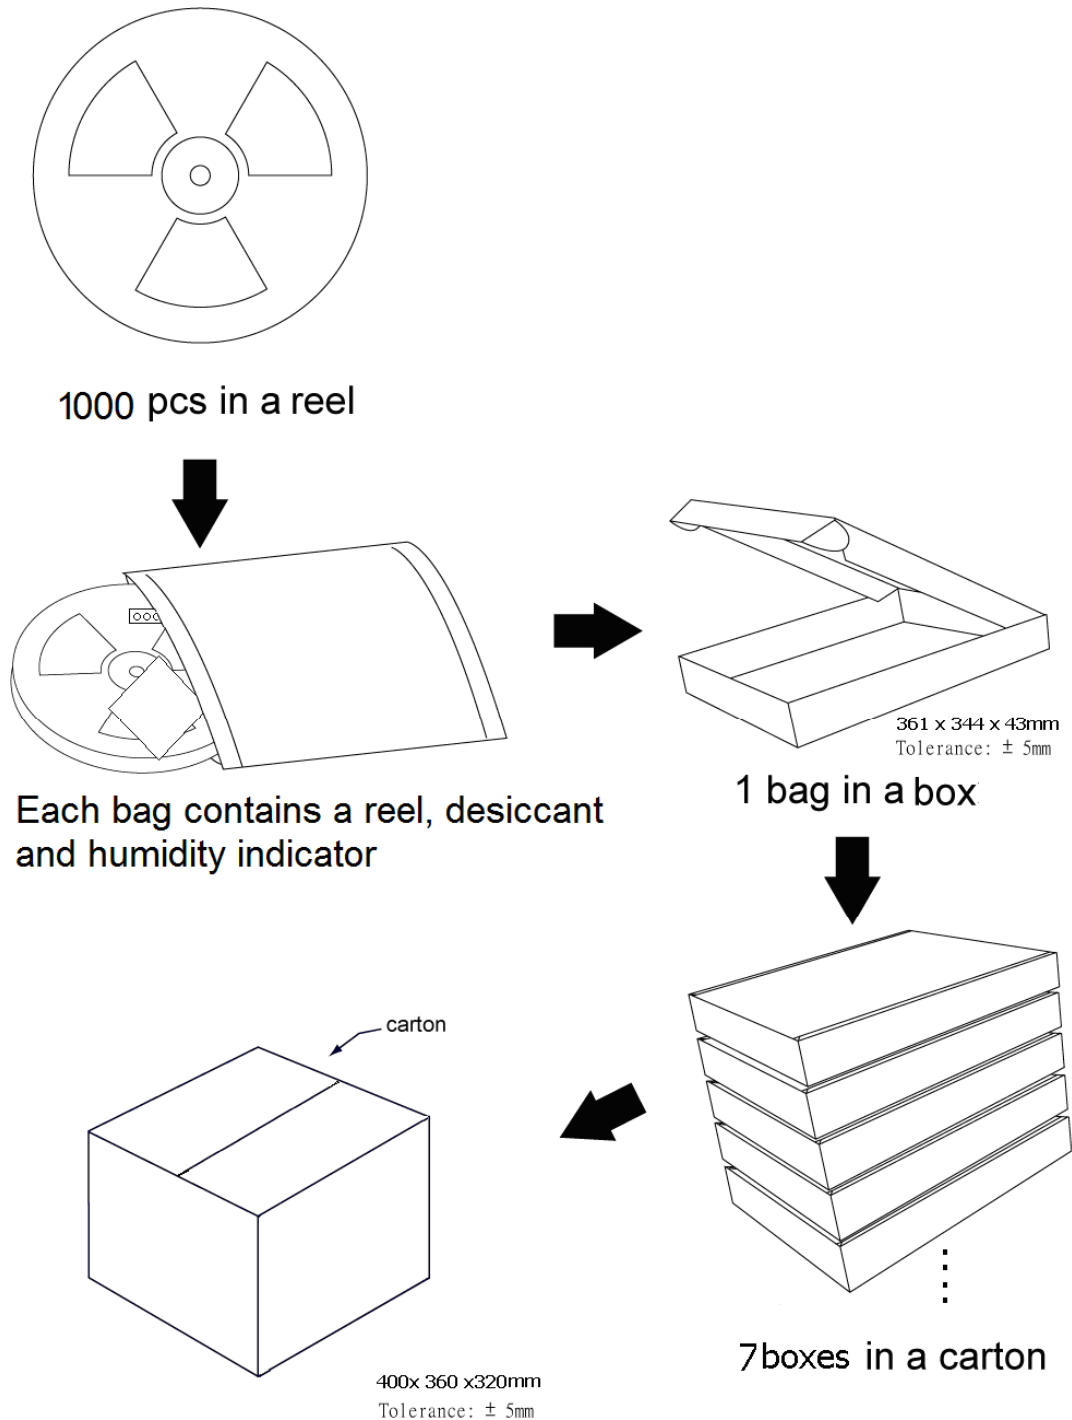 1000 pcs in a reel
Each bag contains a reel, desiccant
and humidity indicator
361 x 344 x 43mm
Tolerance: ± 5mm
1 bag in a box
carton
7boxes in a carton
400x 360 x320mm
Tolerance: ± 5mm